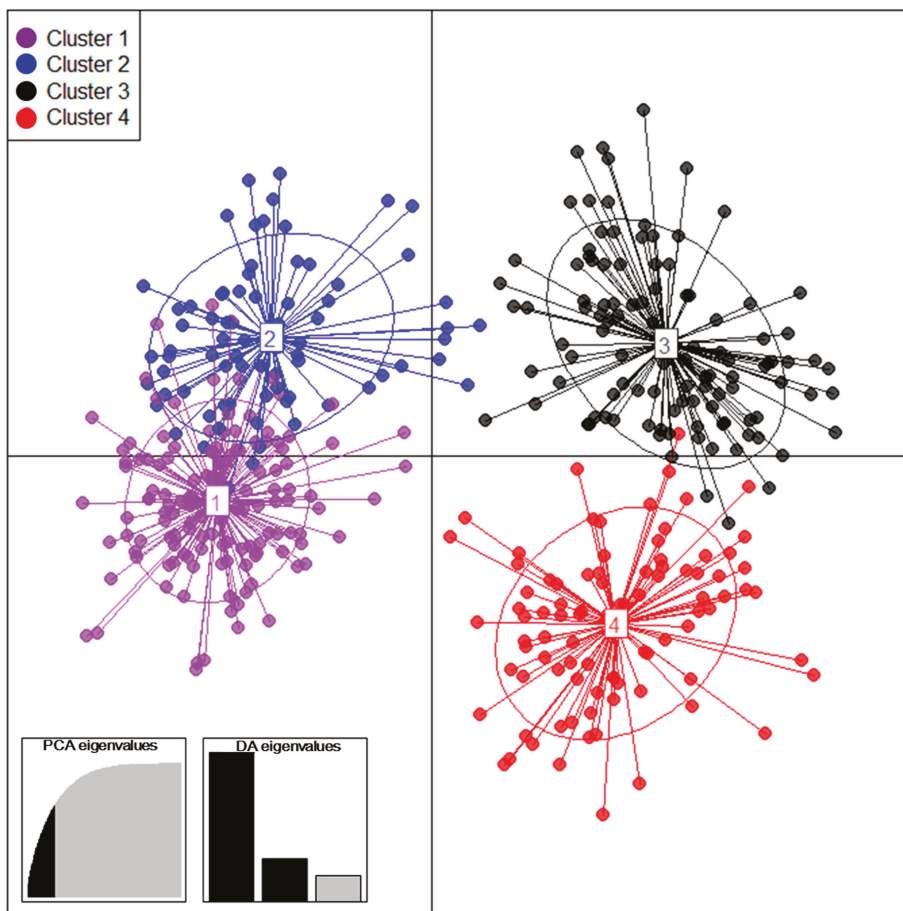 Cluster 1
Cluster 2
Cluster 3
Cluster 4
2
3
1
4
PCA eigenvalues
DA eigenvalues